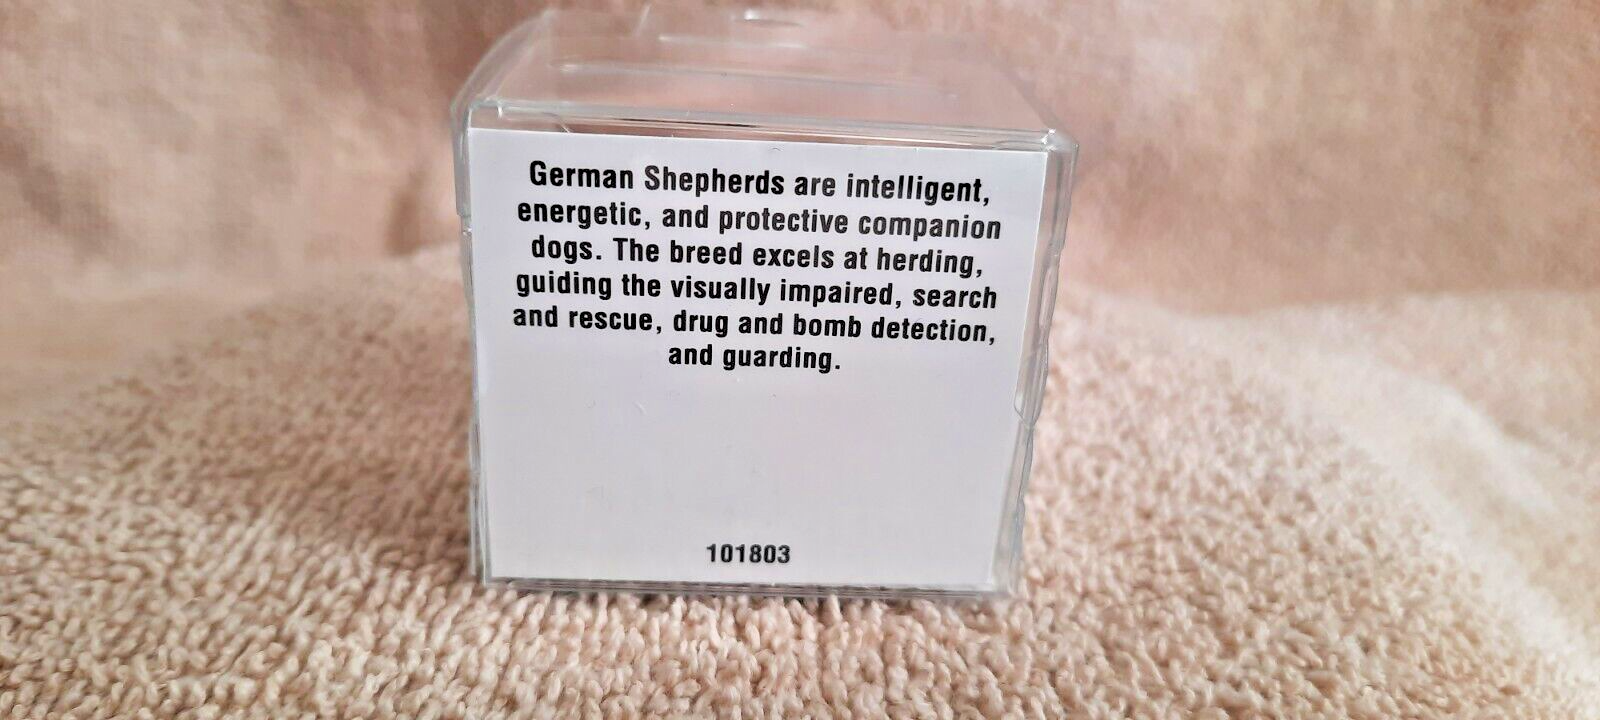 German Shepherds are intelligent,
energetic, and protective companion
dogs. The breed excels at herding,
guiding the visually impaired, search
and rescue, drug and bomb detection,
and guarding.
101803